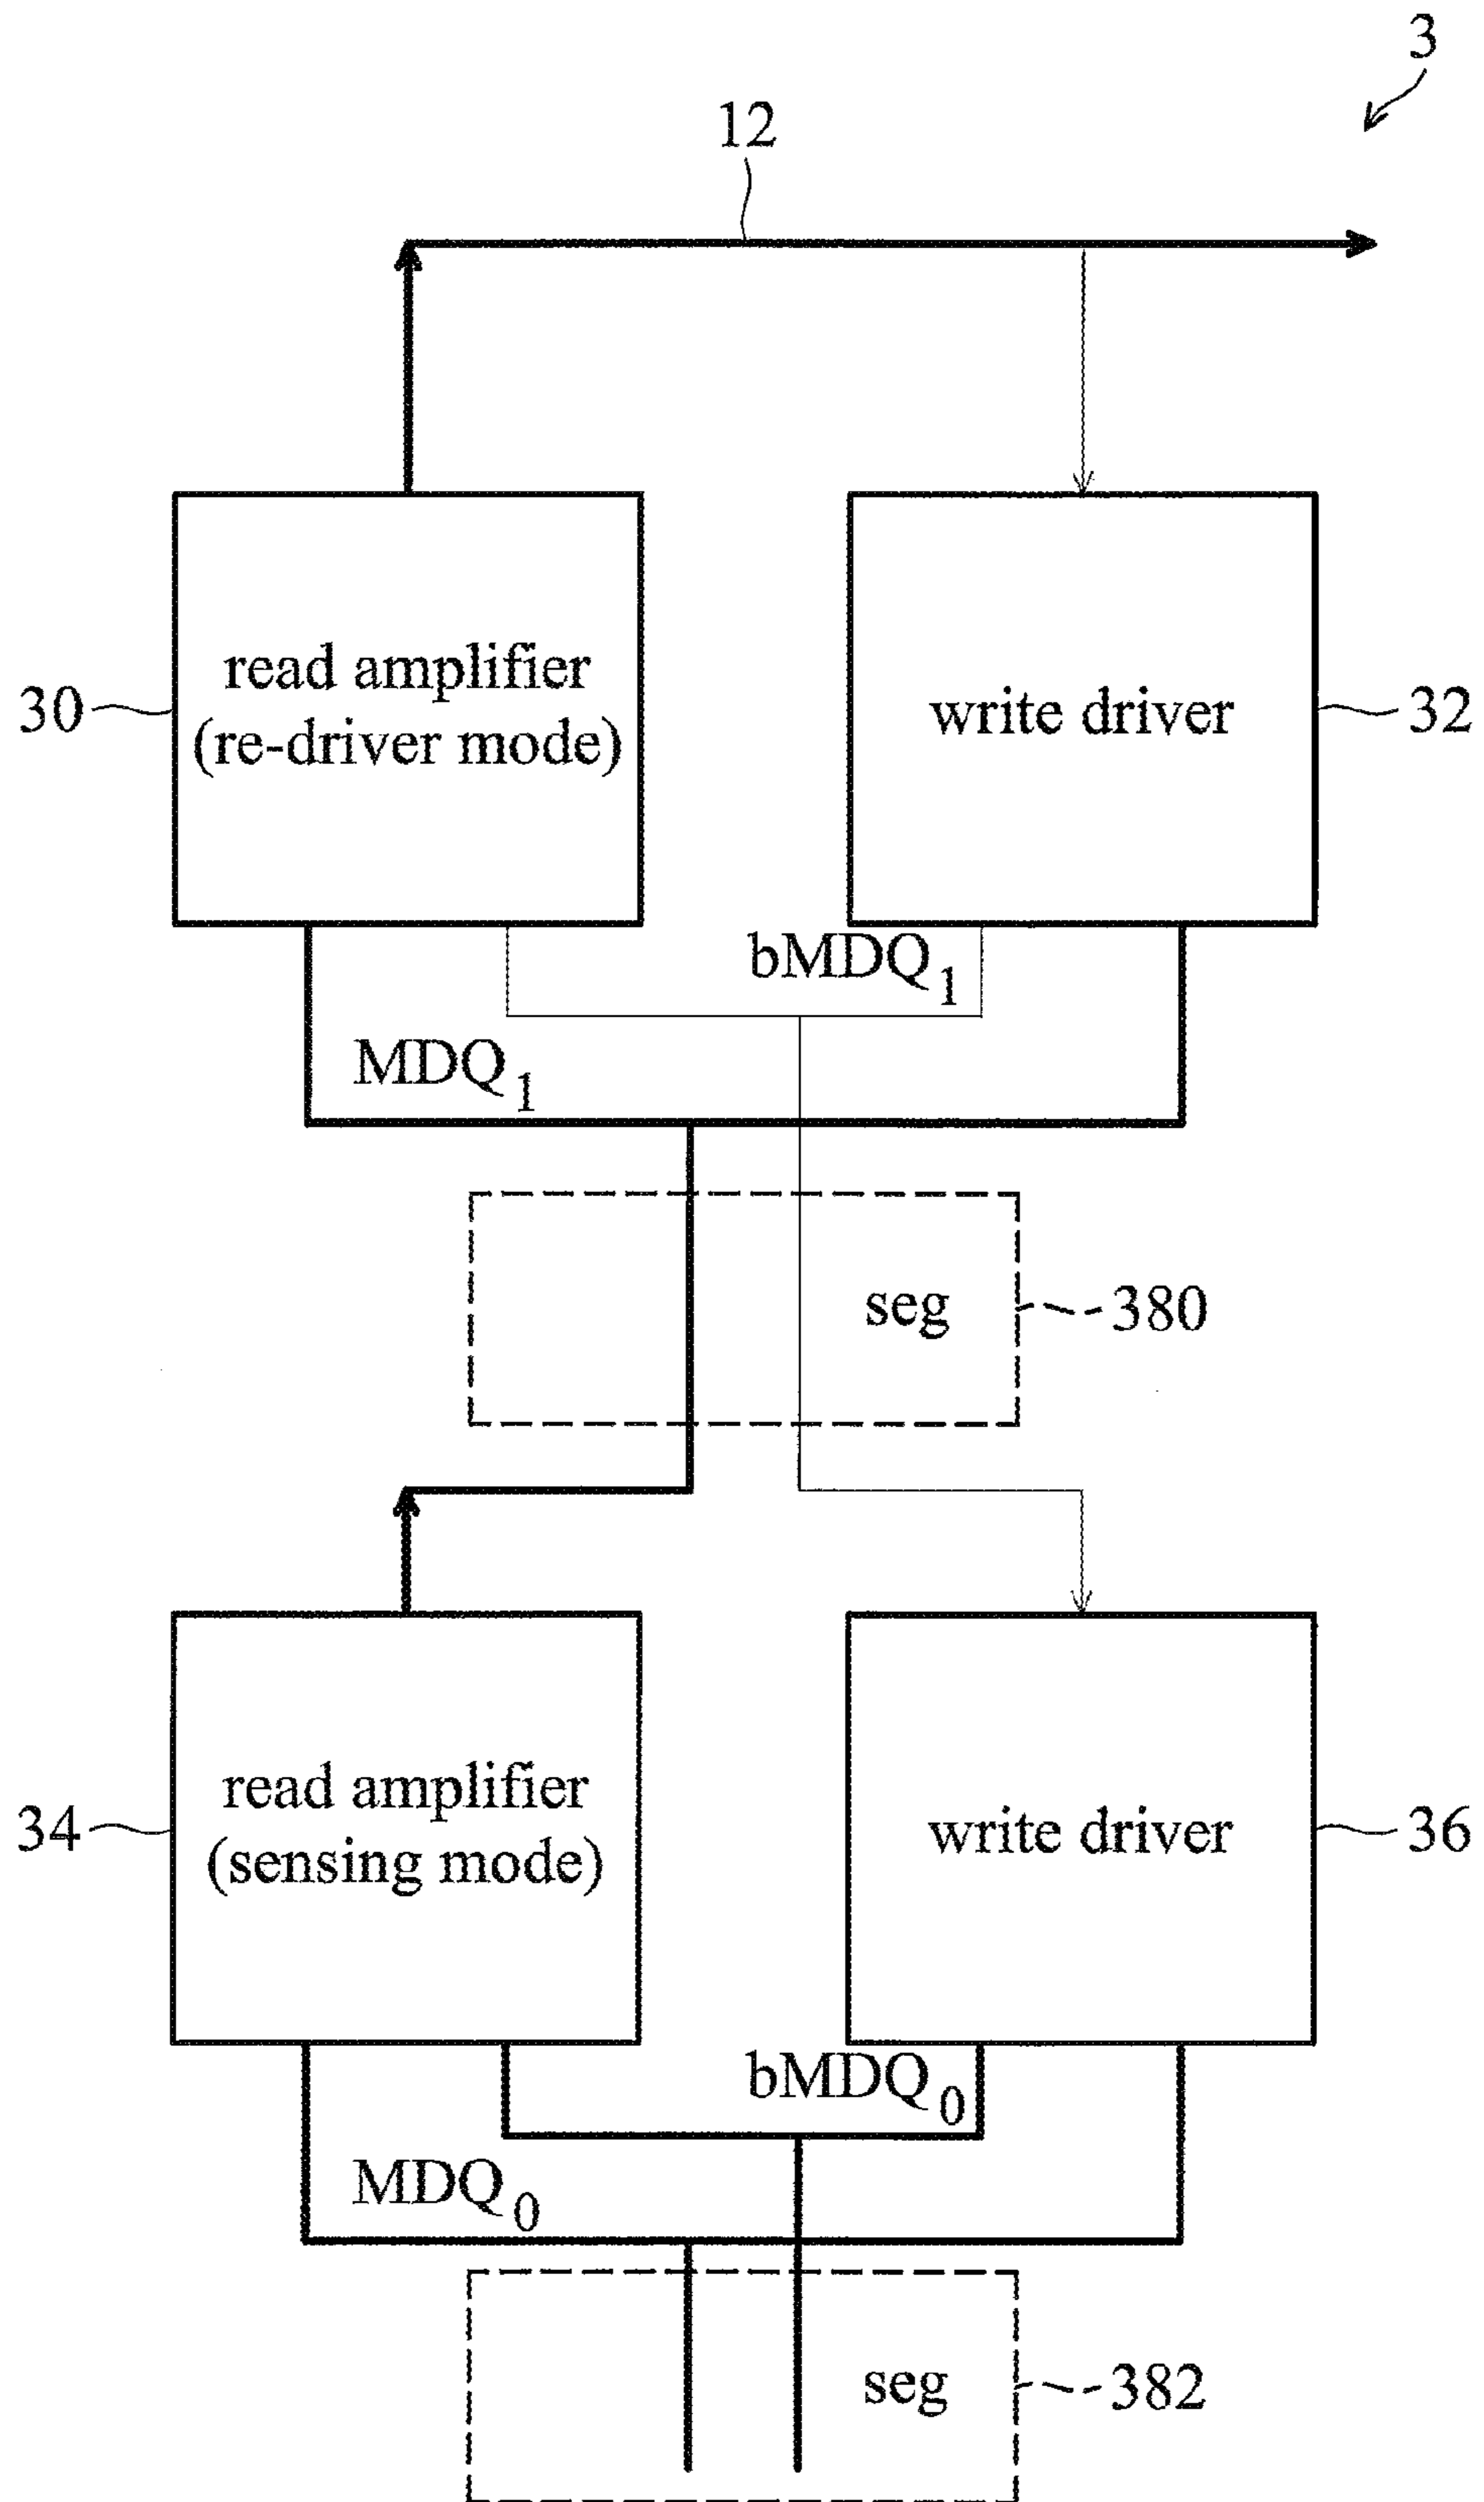 3
12
read amplifier
(re-driver mode)
30
write driver
32
bMDQ1
MDQ1
seg
380
read amplifier
(sensing mode)
34
write driver
36
bMDQ0
MDQ0
seg
382